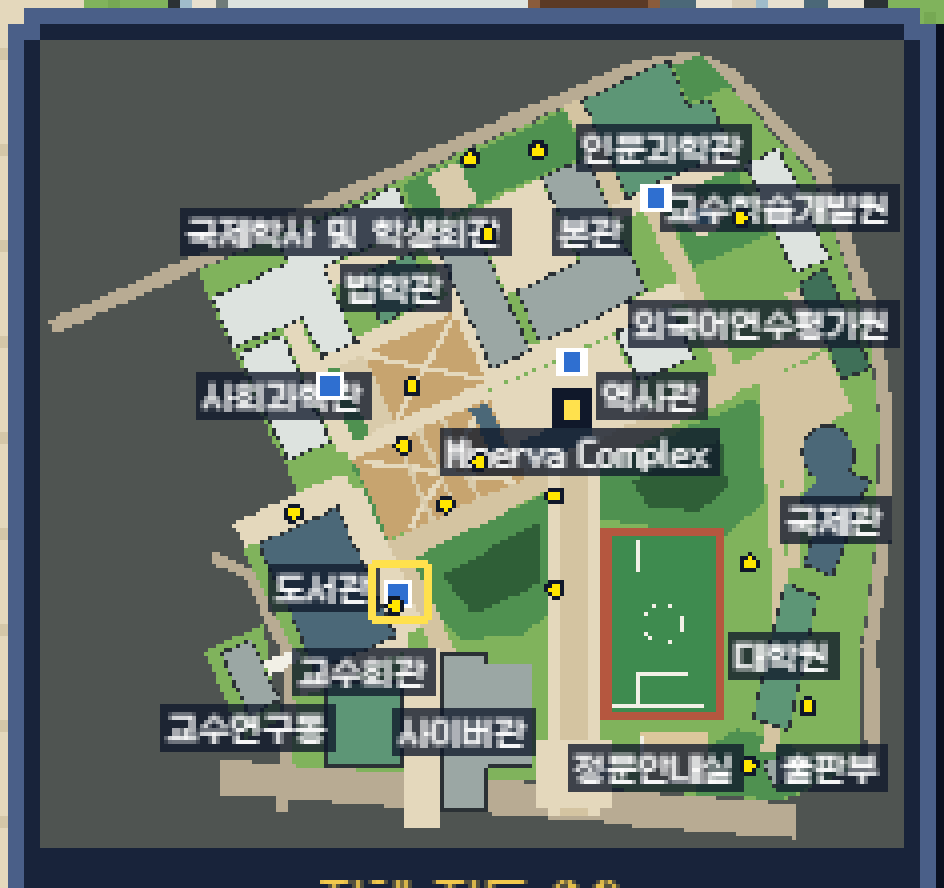 인문과학관
교수학습개발원
국제학사 및 학생회관
본관
법학관
외국어연수평가원
사회과학관
역사관
Minerva Complex
국제관
도서관
대학원
교수회관
교수연구동
사이버관
정문안내실
출판부